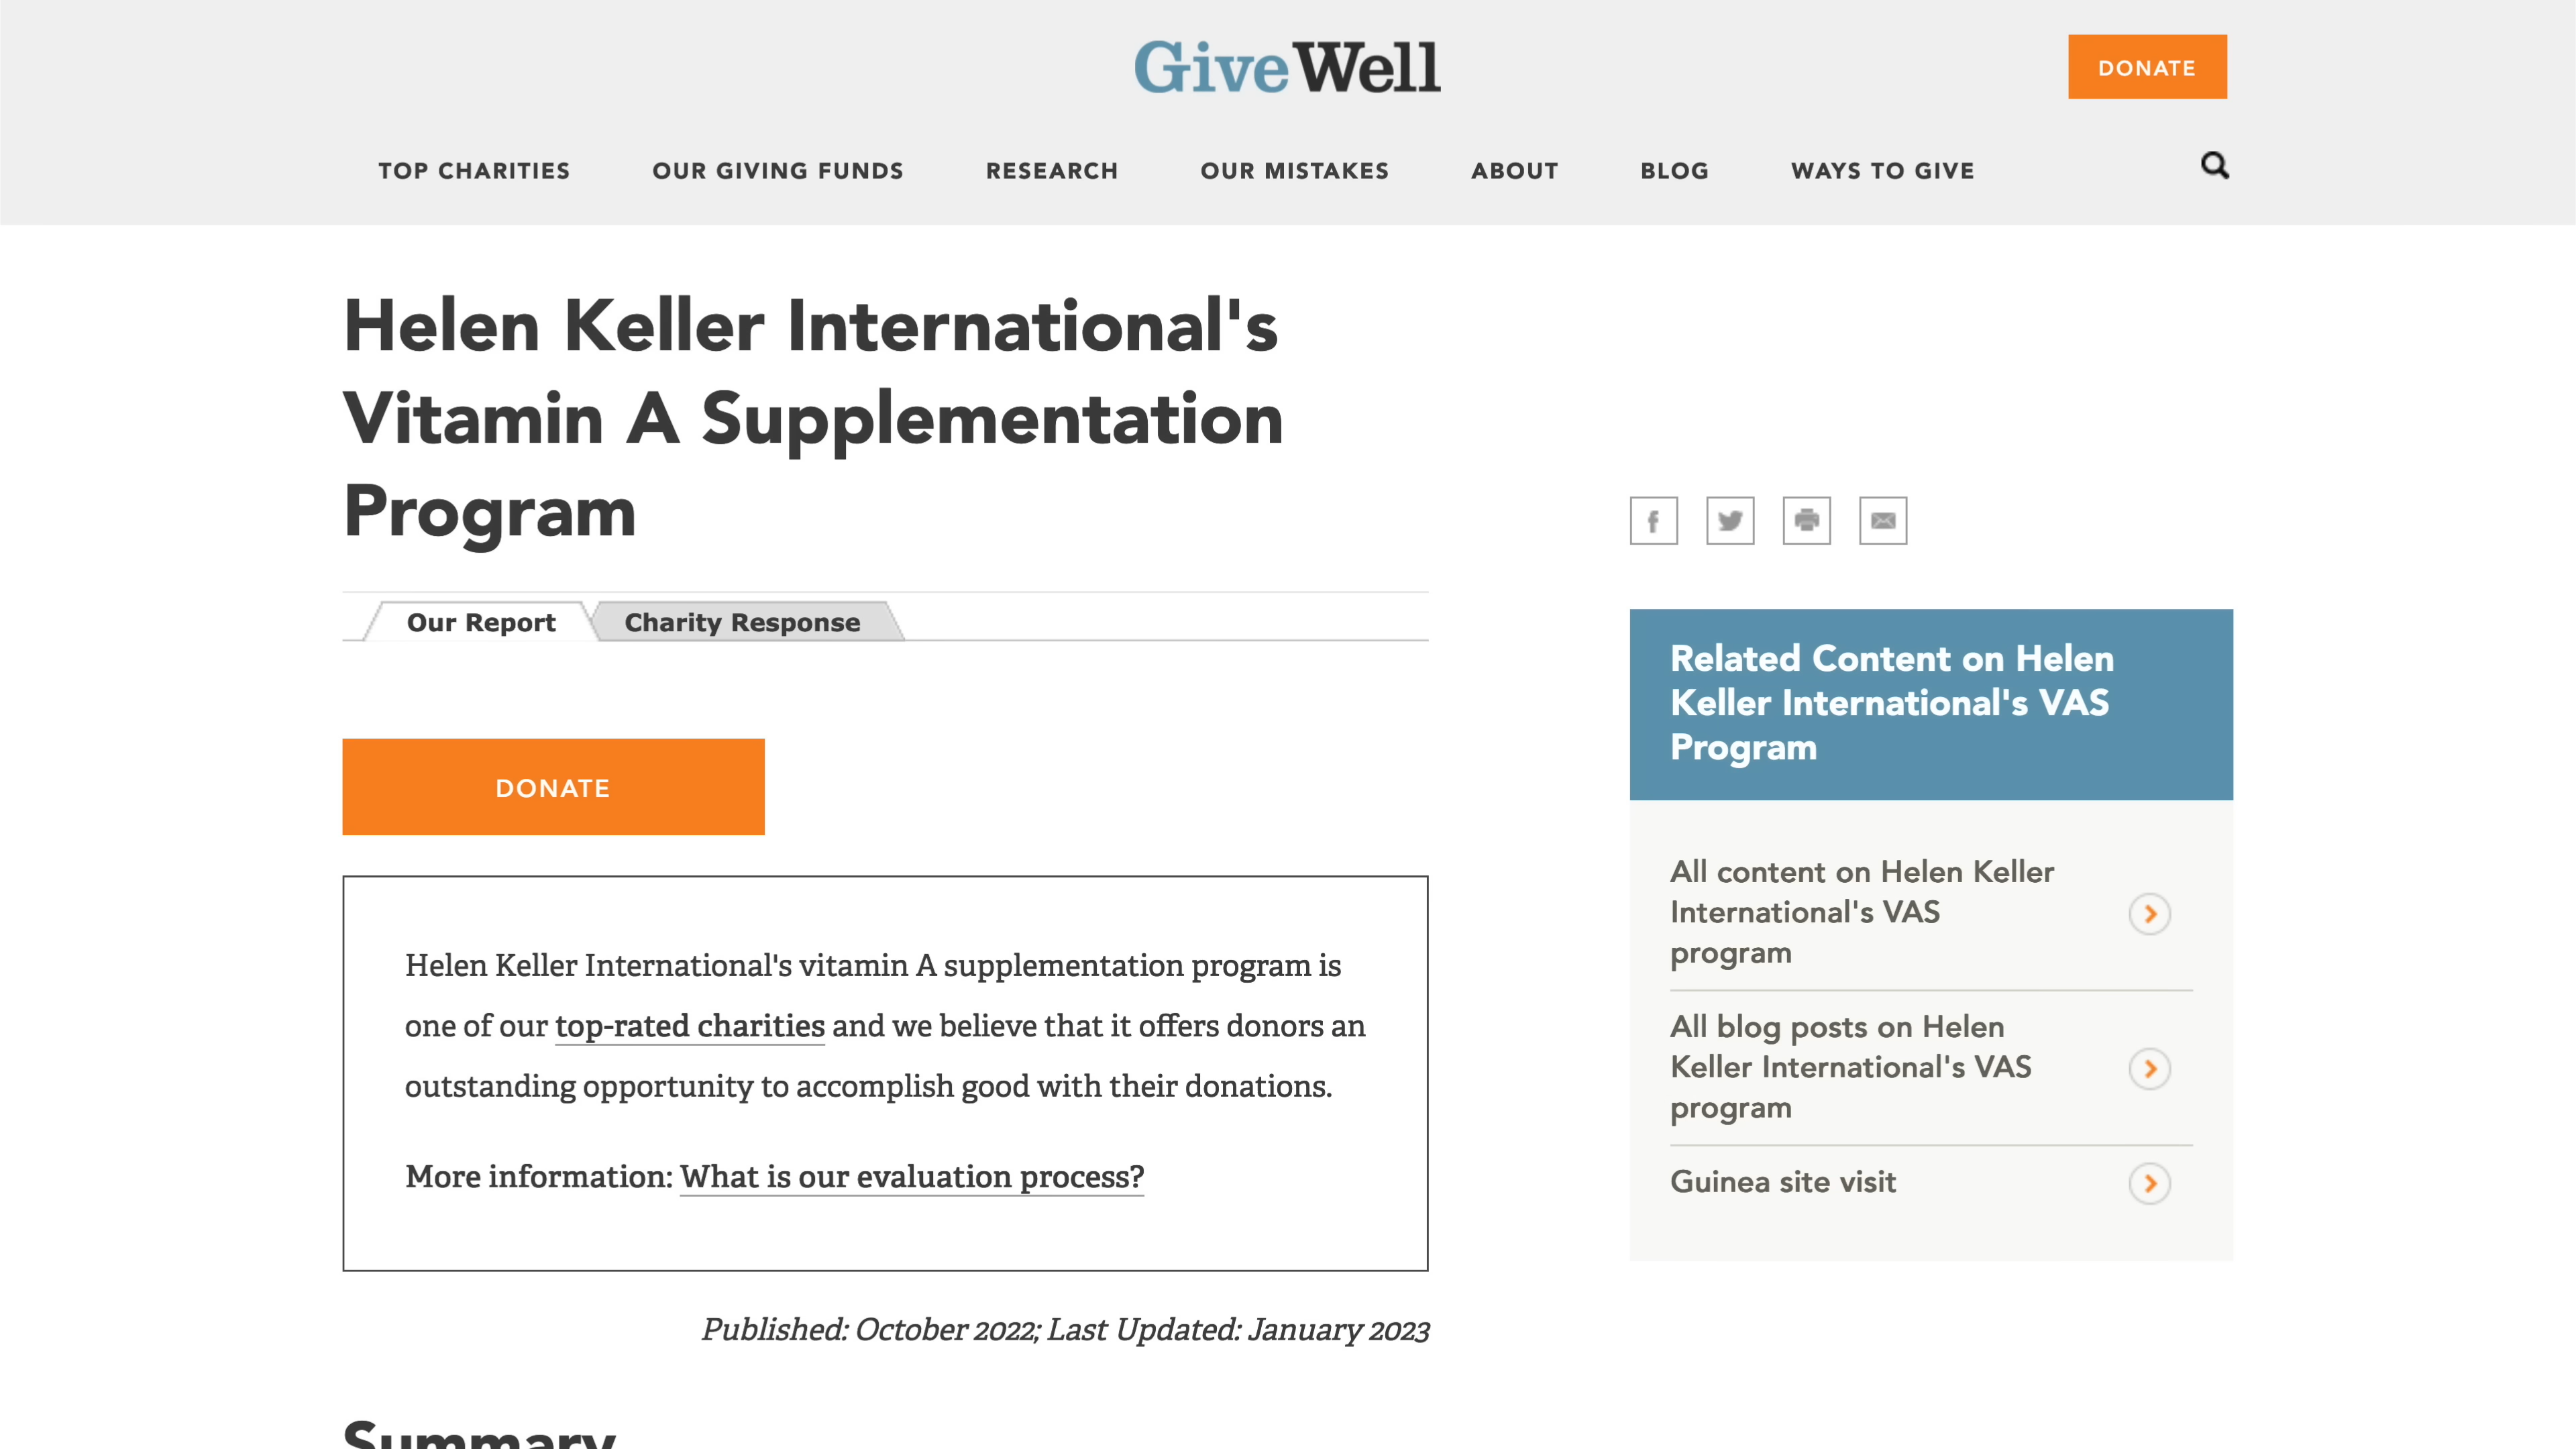 GiveWell
DONATE
TOP CHARITIES OUR GIVING FUNDS RESEARCH OUR MISTAKES ABOUT BLOG WAYS TO GIVE
Helen Keller International's
Vitamin A Supplementation
Program
Our Report Charity Response
DONATE
Helen Keller International's vitamin A supplementation program is
one of our top-rated charities and we believe that it offers donors an
outstanding opportunity to accomplish good with their donations.
More information: What is our evaluation process?
Published: October 2022; Last Updated: January 2023
Summary
Related Content on Helen
Keller International's VAS
Program
All content on Helen Keller
International's VAS
program
All blog posts on Helen
Keller International's VAS
program
Guinea site visit